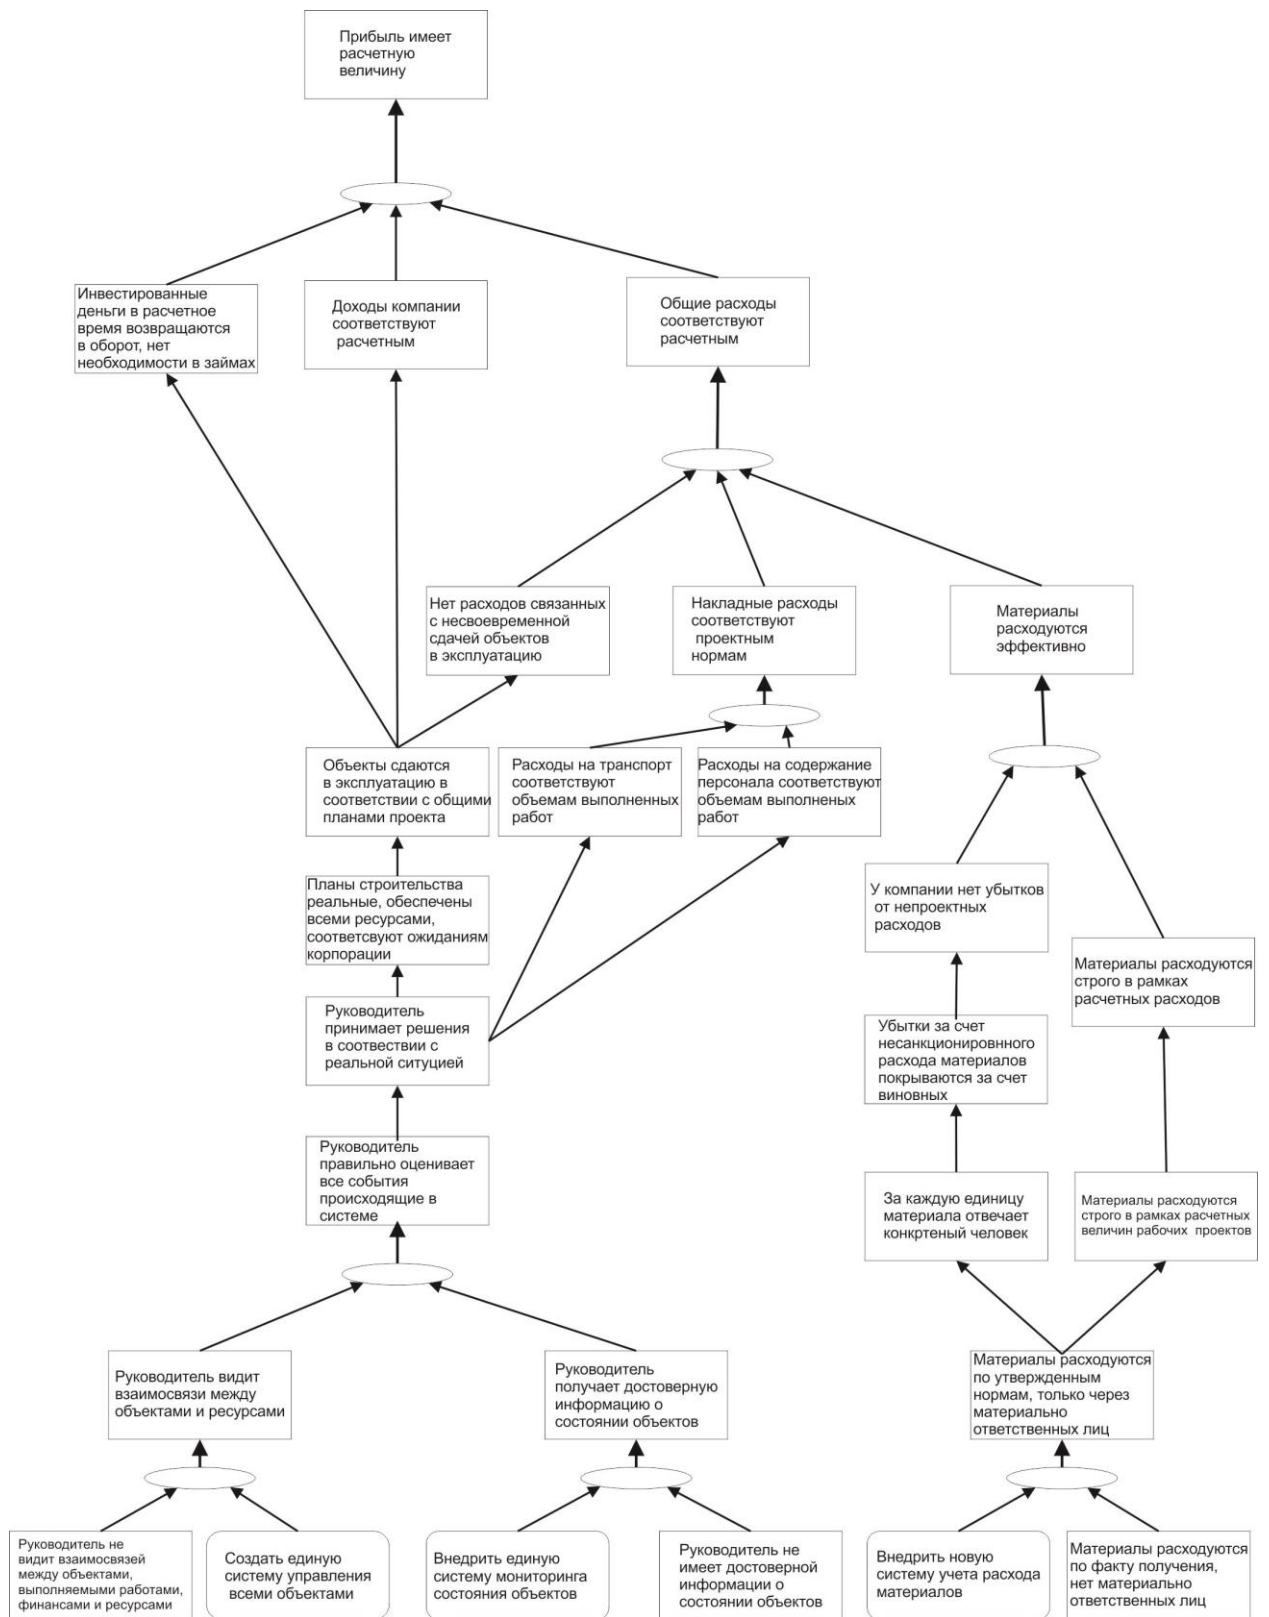 Прибыль имеет
расчетную
величину
Инвестированные
деньги в расчетное
время возвращаются
в оборот, нет
необходимости в займах
Доходы компании
соответствуют
расчетным
Общие расходы
соответствуют
расчетным
Нет расходов связанных
с несвоевременной
сдачей объектов
в эксплуатацию
Накладные расходы
соответствуют
проектным
нормам
Материалы
расходуются
эффективно
Объекты сдаются
в эксплуатацию в
соответствии с общими
планами проекта
Расходы на транспорт
соответствуют
объемам выполненных
работ
Расходы на содержание
персонала соответствуют
объемам выполненых
работ
Планы строительства
реальные, обеспечены
всеми ресурсами,
соответсвуют ожиданиям
корпорации
У компании нет убытков
от непроектных
расходов
Материалы расходуются
строго в рамках
расчетных расходов
Руководитель
принимает решения
в соотвествии с
реальной ситуцией
Убытки за счет
несанкционировнного
расхода материалов
покрываются за счет
виновных
Руководитель
правильно оценивает
все события
происходящие в
системе
За каждую единицу
материала отвечает
конкртеный человек
Материалы расходуются
строго в рамках расчетных
величин рабочих проектов
Руководитель видит
взаимосвязи между
объектами и ресурсами
Руководитель
получает достоверную
информацию о
состоянии объектов
Материалы расходуются
по утвержденным
нормам, только через
материально
ответственных лиц
Руководитель не
видит взаимосвязей
между объектами,
выполняемыми работами,
финансами и ресурсами
Создать единую
систему управления
всеми объектами
Внедрить единую
систему мониторинга
состояния объектов
Руководитель не
имеет достоверной
информации о
состоянии объектов
Внедрить новую
систему учета расхода
материалов
Материалы расходуются
по факту получения,
нет материально
ответственных лиц